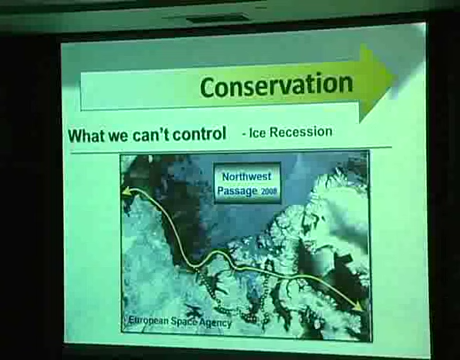 Conservation
What we can't control - Ice Recession
Northwest
Passage 2008
European Space Agency